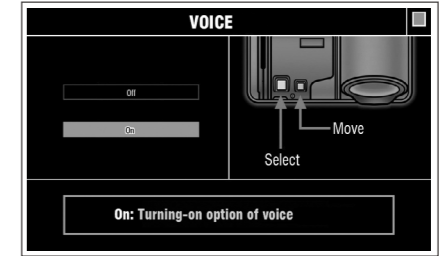 VOICE
Off
On
Move
Select
On: Turning-on option of voice